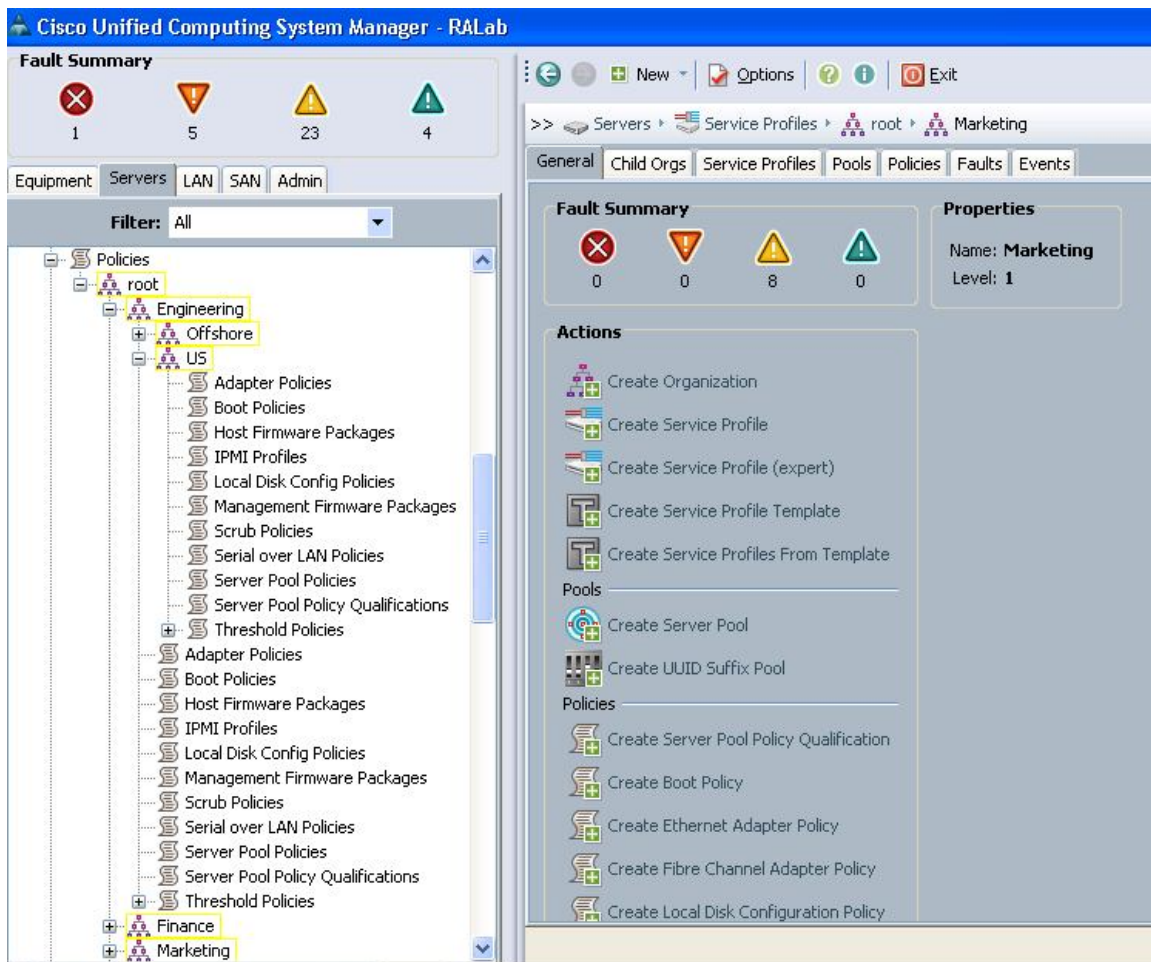 Cisco Unified Computing System Manager - RALab
Fault Summary
1 5 23 4
Equipment Servers LAN SAN Admin
Filter: All
Policies
root
Engineering
Offshore
US
Adapter Policies
Boot Policies
Host Firmware Packages
IPMI Profiles
Local Disk Config Policies
Management Firmware Packages
Scrub Policies
Serial over LAN Policies
Server Pool Policies
Server Pool Policy Qualifications
Threshold Policies
Adapter Policies
Boot Policies
Host Firmware Packages
IPMI Profiles
Local Disk Config Policies
Management Firmware Packages
Scrub Policies
Serial over LAN Policies
Server Pool Policies
Server Pool Policy Qualifications
Threshold Policies
Finance
Marketing
New Options Exit
>> Servers Service Profiles root Marketing
General Child Orgs Service Profiles Pools Policies Faults Events
Fault Summary
0 0 8 0
Properties
Name: Marketing
Level: 1
Actions
Create Organization
Create Service Profile
Create Service Profile (expert)
Create Service Profile Template
Create Service Profiles From Template
Pools
Create Server Pool
Create UUID Suffix Pool
Policies
Create Server Pool Policy Qualification
Create Boot Policy
Create Ethernet Adapter Policy
Create Fibre Channel Adapter Policy
Create Local Disk Configuration Policy